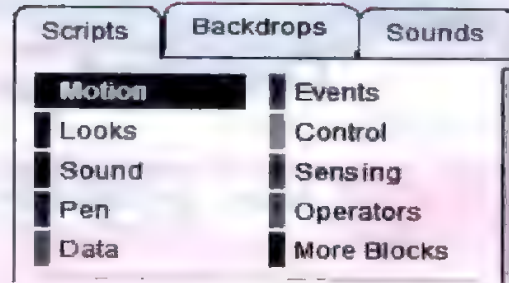 Scripts Backdrops Sounds
Motion Events
Looks Control
Sound Sensing
Pen Operators
Data More Blocks